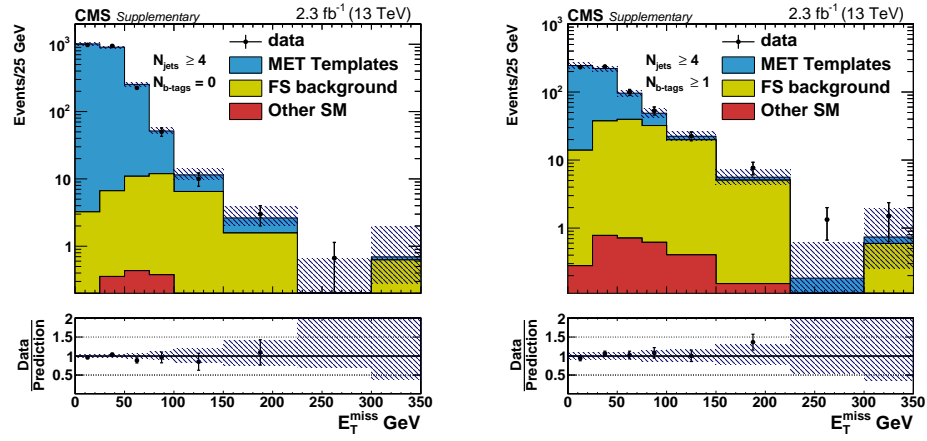 CMS Supplementary 2.3 fb⁻¹ (13 TeV)
Events/25 GeV
10³
10²
10
1
N_jets ≥ 4
N_b-tags = 0
data
MET Templates
FS background
Other SM
Data
Prediction
2
1.5
1
0.5
0 50 100 150 200 250 300 350
E_T^miss GeV
CMS Supplementary 2.3 fb⁻¹ (13 TeV)
Events/25 GeV
10³
10²
10
1
N_jets ≥ 4
N_b-tags ≥ 1
data
MET Templates
FS background
Other SM
Data
Prediction
2
1.5
1
0.5
0 50 100 150 200 250 300 350
E_T^miss GeV